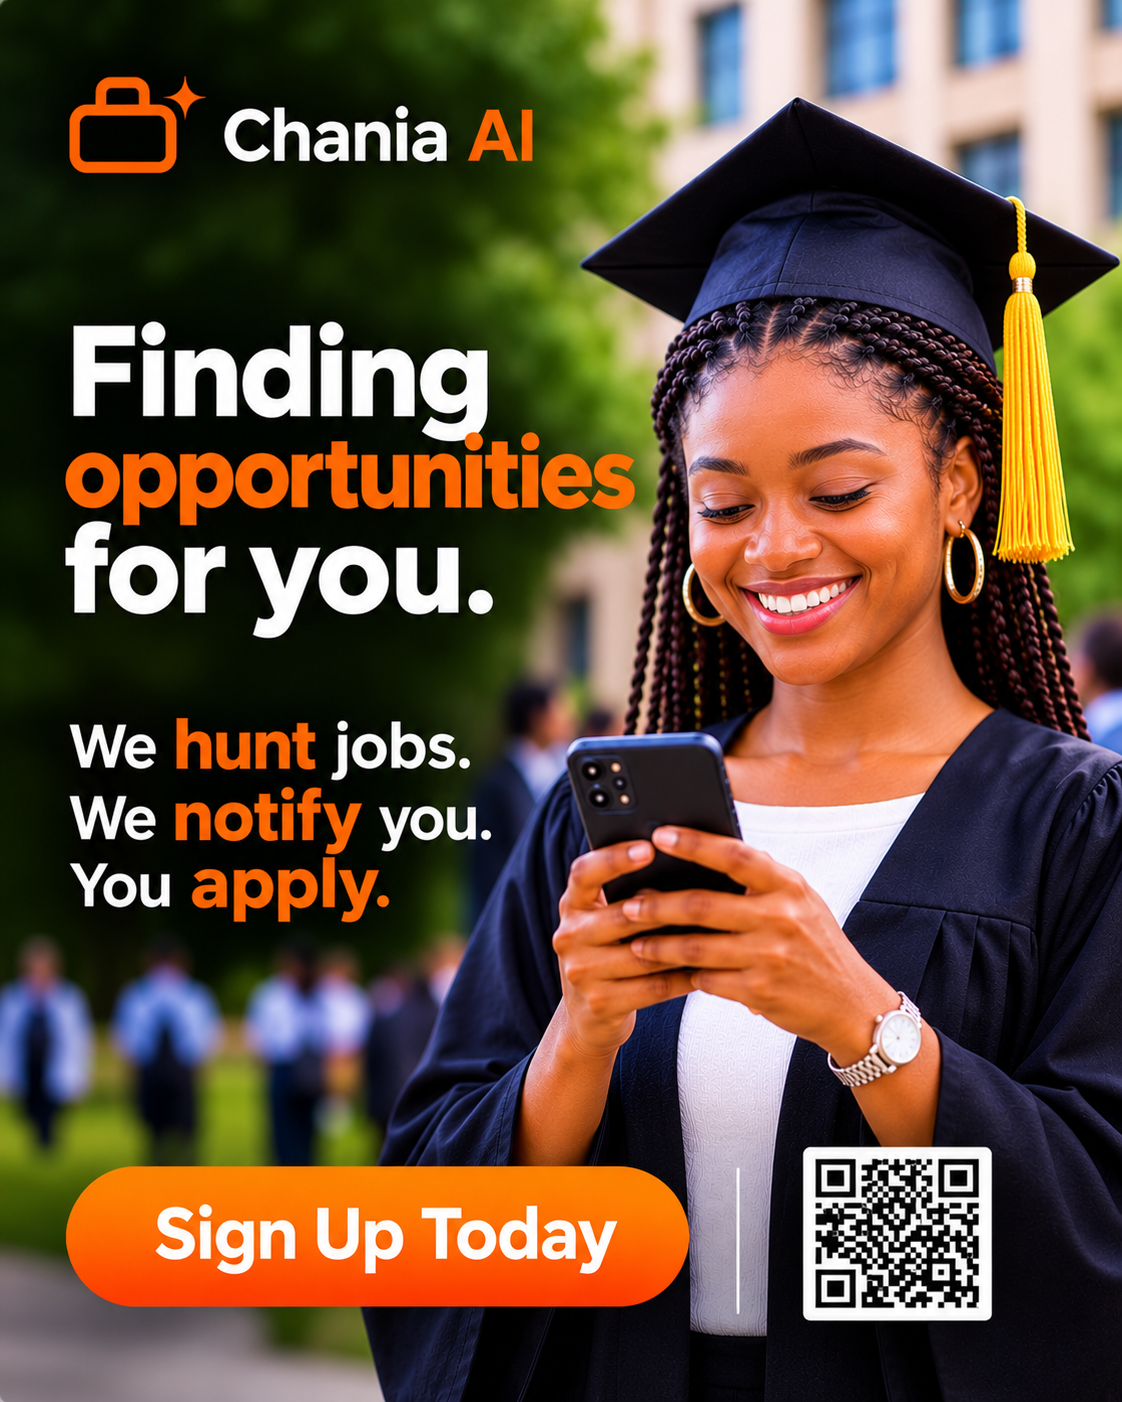 Chania AI
Finding
opportunities
for you.
We hunt jobs.
We notify you.
You apply.
Sign Up Today